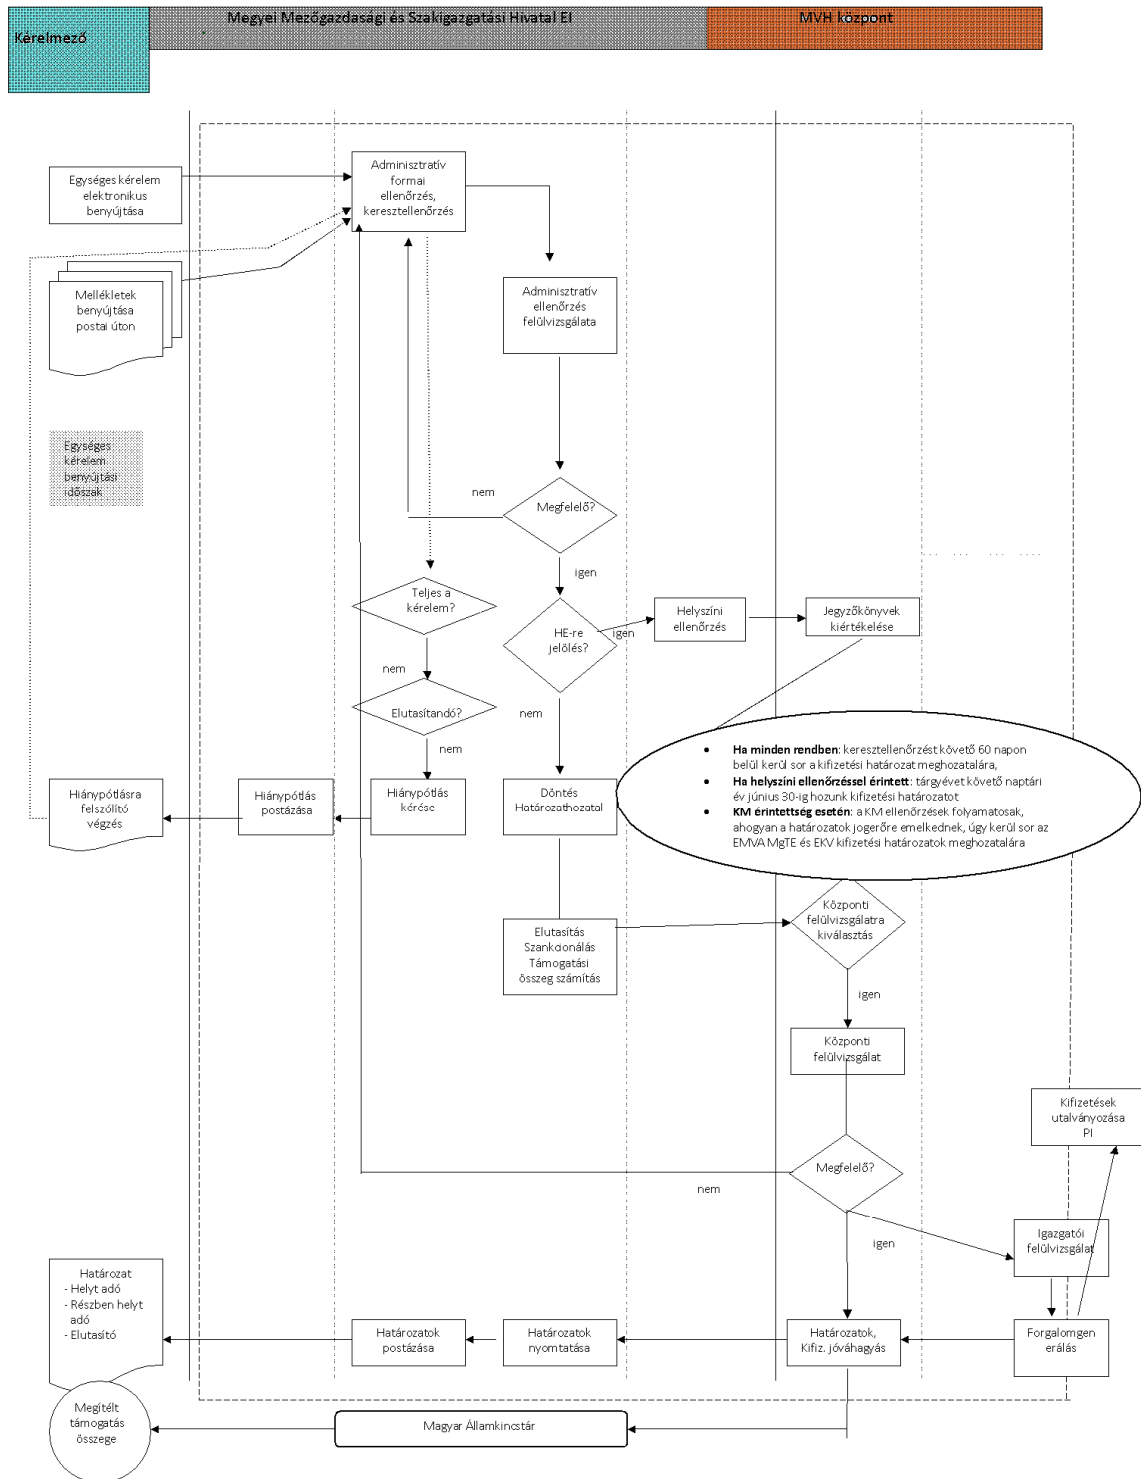 Megyei Mezőgazdasági és Szakigazgatási Hivatal EI
MVH központ
Kérelmező
Egységes kérelem
elektronikus
benyújtása
Adminisztratív
formai
ellenőrzés,
keresztellenőrzés
Mellékletek
benyújtása
postai úton
Adminisztratív
ellenőrzés
felülvizsgálata
Egységes
kérelem
benyújtási
időszak
nem
Megfelelő?
igen
Teljes a
kérelem?
HE-re
jelölés?
igen
Helyszíni
ellenőrzés
Jegyzőkönyvek
kiértékelése
nem
Elutasítandó?
nem
nem
• Ha minden rendben: keresztellenőrzést követő 60 napon
belül kerül sor a kifizetési határozat meghozatalára,
• Ha helyszíni ellenőrzéssel érintett: tárgyévet követő naptári
év június 30-ig hozunk kifizetési határozatot
• KM érintettség esetén: a KM ellenőrzések folyamatosak,
ahogyan a határozatok jogerőre emelkednek, úgy kerül sor az
EMVA MgTE és EKV kifizetési határozatok meghozatalára
Hiánypótlásra
felszólító
végzés
Hiánypótlás
postázása
Hiánypótlás
kérése
Döntés
Határozathozatal
Elutasítás
Szankcionálás
Támogatási
összeg számítás
Központi
felülvizsgálatra
kiválasztás
igen
Központi
felülvizsgálat
Kifizetések
utalványozása
PI
Megfelelő?
nem
igen
Igazgatói
felülvizsgálat
Határozat
- Helyt adó
- Részben helyt
adó
- Elutasító
Határozatok
postázása
Határozatok
nyomtatása
Határozatok,
Kifiz. jóváhagyás
Forgalomgen
erálás
Megítélt
támogatás
összege
Magyar Államkincstár